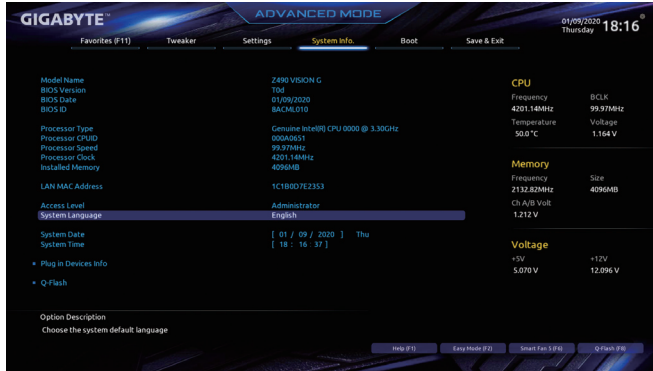 GIGABYTE™ ADVANCED MODE
01/09/2020 Thursday 18:16
Favorites (F11) Tweaker Settings System Info. Boot Save & Exit
Model Name Z490 VISION G
BIOS Version T0d
BIOS Date 01/09/2020
BIOS ID 8ACML010
Processor Type Genuine Intel(R) CPU 0000 @ 3.30GHz
Processor CPUID 000A0651
Processor Speed 99.97MHz
Processor Clock 4201.14MHz
Installed Memory 4096MB
LAN MAC Address 1C1B0D7E2353
Access Level Administrator
System Language English
System Date [ 01 / 09 / 2020 ] Thu
System Time [ 18 : 16 : 37 ]
Plug in Devices Info
Q-Flash
CPU
Frequency BCLK
4201.14MHz 99.97MHz
Temperature Voltage
50.0 °C 1.164 V
Memory
Frequency Size
2132.82MHz 4096MB
Ch A/B Volt
1.212 V
Voltage
+5V +12V
5.070 V 12.096 V
Option Description
Choose the system default language
Help (F1) Easy Mode (F2) Smart Fan 5 (F6) Q-Flash (F8)